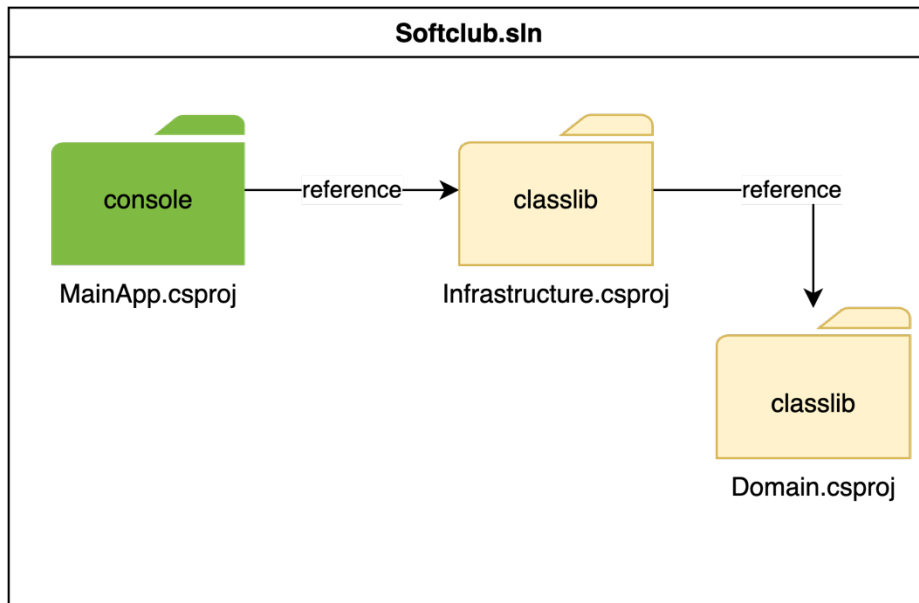 Softclub.sln
console
reference
classlib
reference
MainApp.csproj
Infrastructure.csproj
classlib
Domain.csproj